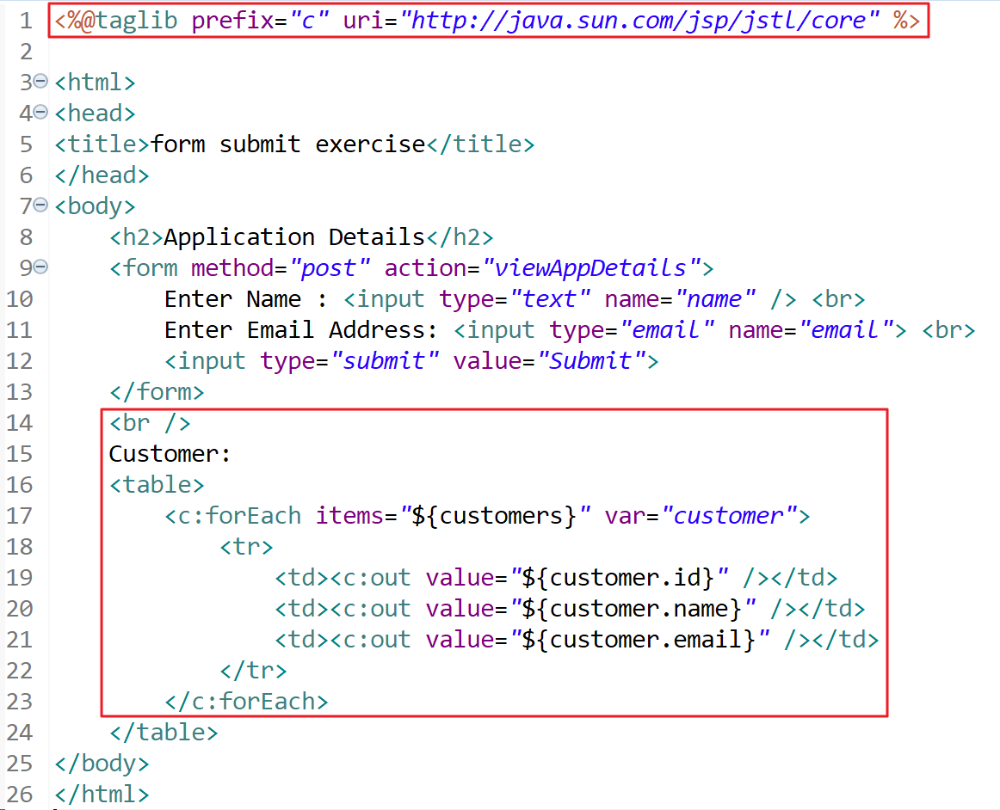 1 <%@taglib prefix="c" uri="http://java.sun.com/jsp/jstl/core" %>
2
3 <html>
4 <head>
5 <title>form submit exercise</title>
6 </head>
7 <body>
8     <h2>Application Details</h2>
9     <form method="post" action="viewAppDetails">
10         Enter Name : <input type="text" name="name" /> <br>
11         Enter Email Address: <input type="email" name="email"> <br>
12         <input type="submit" value="Submit">
13     </form>
14     <br />
15     Customer:
16     <table>
17         <c:forEach items="${customers}" var="customer">
18             <tr>
19                 <td><c:out value="${customer.id}" /></td>
20                 <td><c:out value="${customer.name}" /></td>
21                 <td><c:out value="${customer.email}" /></td>
22             </tr>
23         </c:forEach>
24     </table>
25 </body>
26 </html>